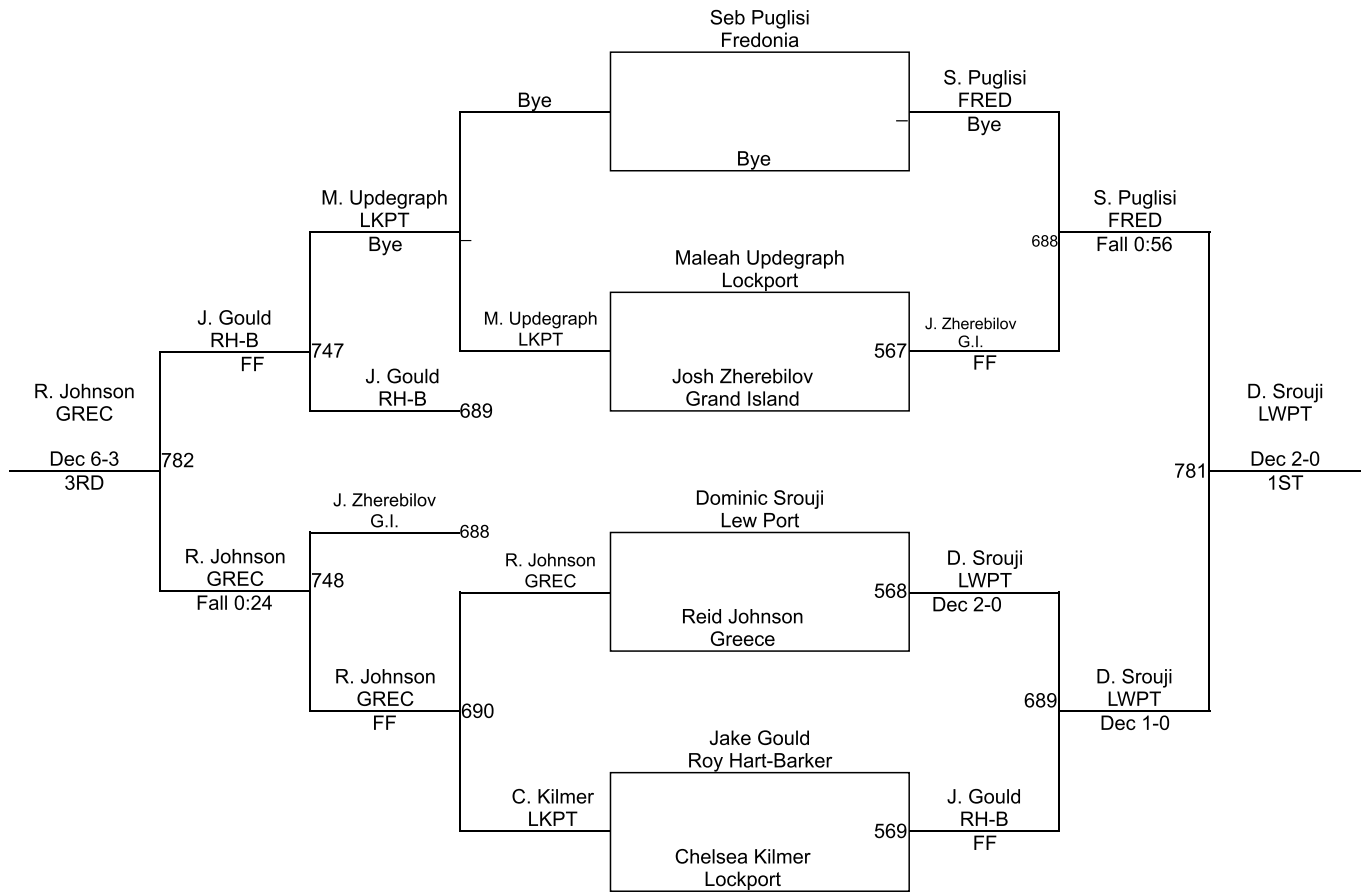 Seb Puglisi
Fredonia
Bye
S. Puglisi
FRED
Bye
Bye
M. Updegraph
LKPT
Bye
S. Puglisi
FRED
Fall 0:56
688
Maleah Updegraph
Lockport
M. Updegraph
LKPT
J. Zherebilov
G.I.
FF
567
Josh Zherebilov
Grand Island
J. Gould
RH-B
FF
747
J. Gould
RH-B
689
R. Johnson
GREC
Dec 6-3
3RD
782
D. Srouji
LWPT
Dec 2-0
1ST
781
J. Zherebilov
G.I.
688
Dominic Srouji
Lew Port
R. Johnson
GREC
Fall 0:24
748
R. Johnson
GREC
568
D. Srouji
LWPT
Dec 2-0
Reid Johnson
Greece
R. Johnson
GREC
FF
690
689
D. Srouji
LWPT
Dec 1-0
Jake Gould
Roy Hart-Barker
C. Kilmer
LKPT
569
J. Gould
RH-B
FF
Chelsea Kilmer
Lockport